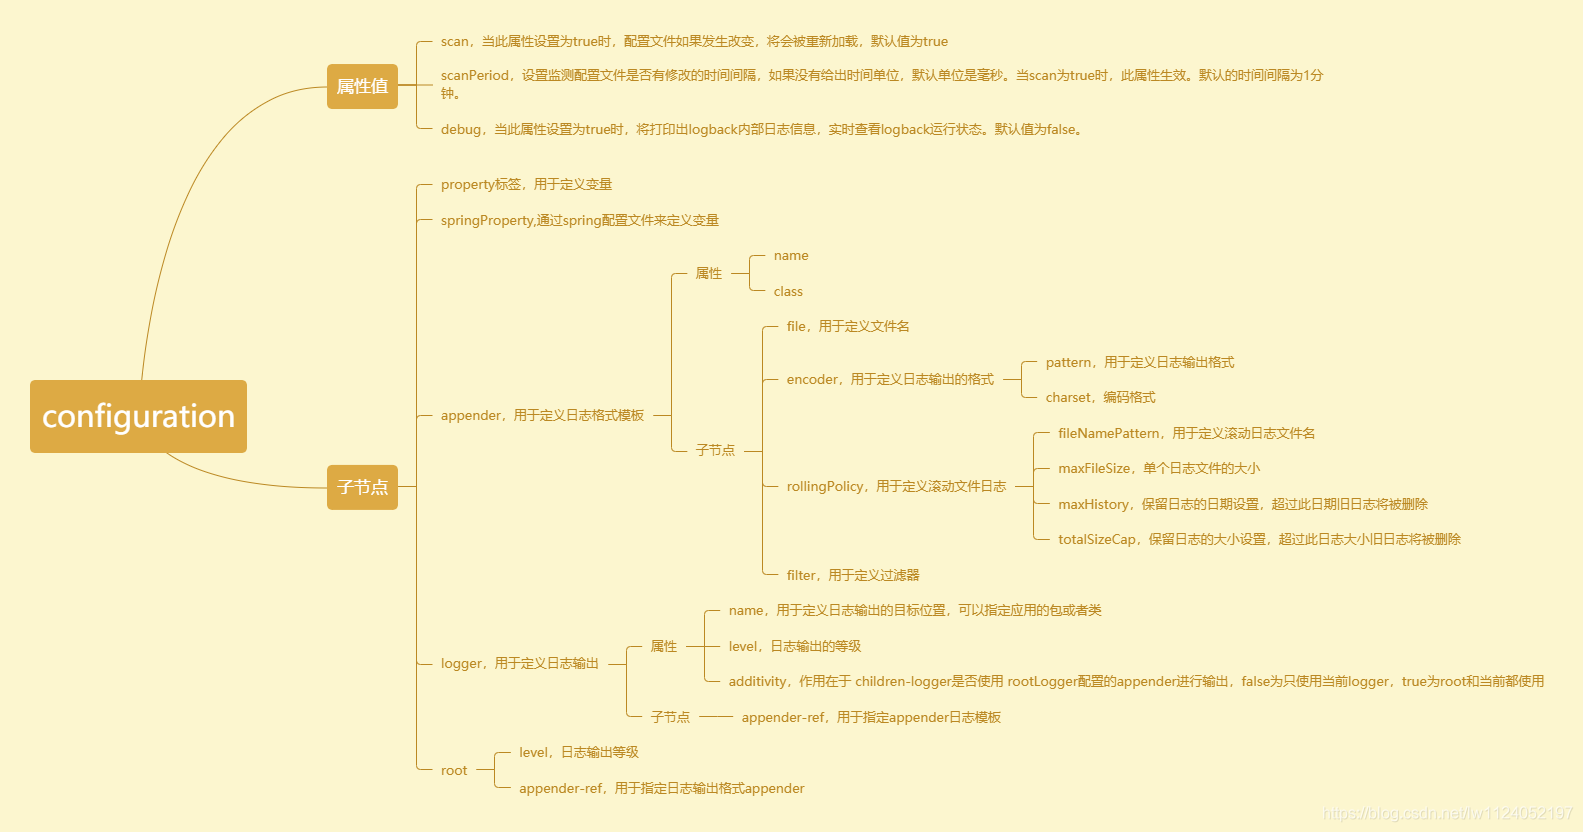 scan，当此属性设置为true时，配置文件如果发生改变，将会被重新加载，默认值为true
属性值
scanPeriod，设置监测配置文件是否有修改的时间间隔，如果没有给出时间单位，默认单位是毫秒。当scan为true时，此属性生效。默认的时间间隔为1分
钟。
debug，当此属性设置为true时，将打印出logback内部日志信息，实时查看logback运行状态。默认值为false。
property标签，用于定义变量
springProperty,通过spring配置文件来定义变量
name
属性
class
file，用于定义文件名
pattern，用于定义日志输出格式
encoder，用于定义日志输出的格式
charset，编码格式
configuration
appender，用于定义日志格式模板
fileNamePattern，用于定义滚动日志文件名
子节点
maxFileSize，单个日志文件的大小
子节点
rollingPolicy，用于定义滚动文件日志
maxHistory，保留日志的日期设置，超过此日期旧日志将被删除
totalSizeCap，保留日志的大小设置，超过此日志大小旧日志将被删除
filter，用于定义过滤器
name，用于定义日志输出的目标位置，可以指定应用的包或者类
属性
level，日志输出的等级
logger，用于定义日志输出
additivity，作用在于 children-logger是否使用 rootLogger配置的appender进行输出，false为只使用当前logger，true为root和当前都使用
子节点
appender-ref，用于指定appender日志模板
level，日志输出等级
root
appender-ref，用于指定日志输出格式appender
https://blog.csdn.net/lw1124052197